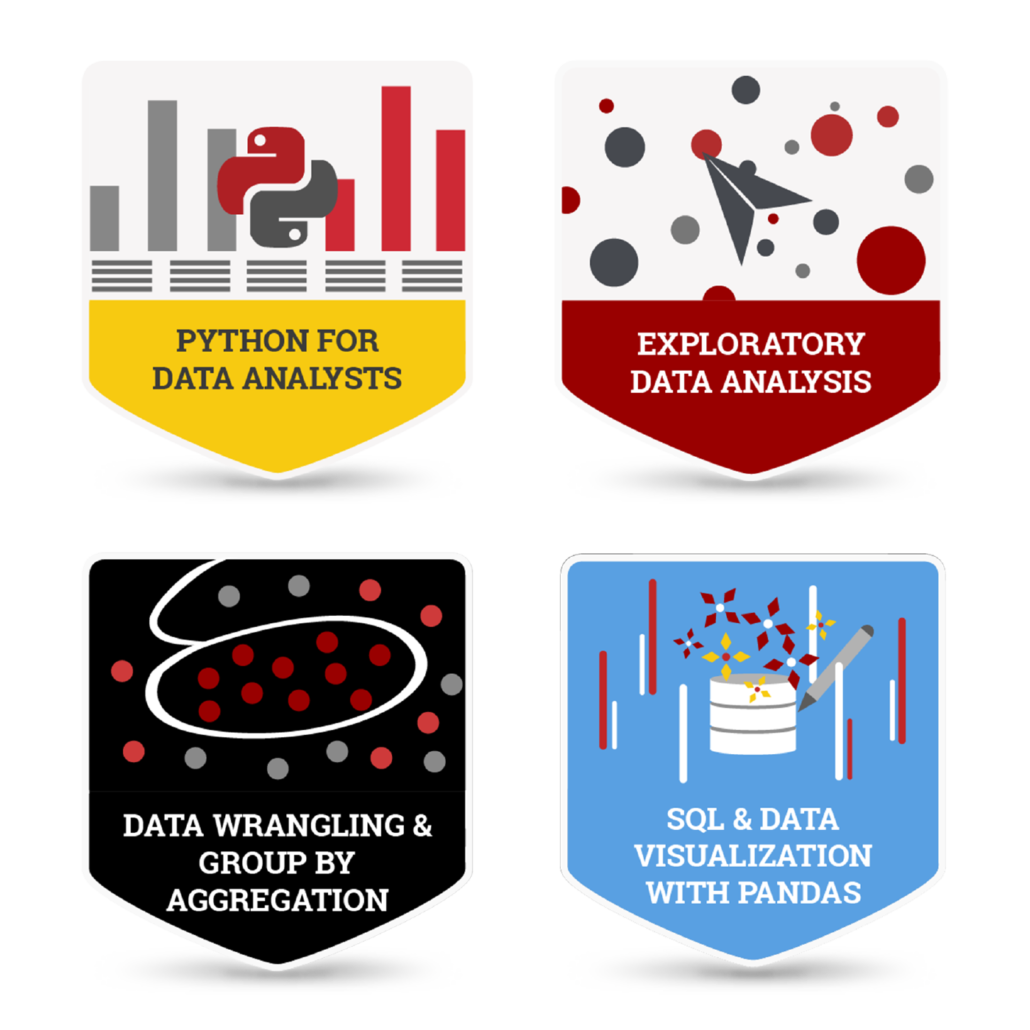 PYTHON FOR
DATA ANALYSTS
EXPLORATORY
DATA ANALYSIS
DATA WRANGLING &
GROUP BY
AGGREGATION
SQL & DATA
VISUALIZATION
WITH PANDAS